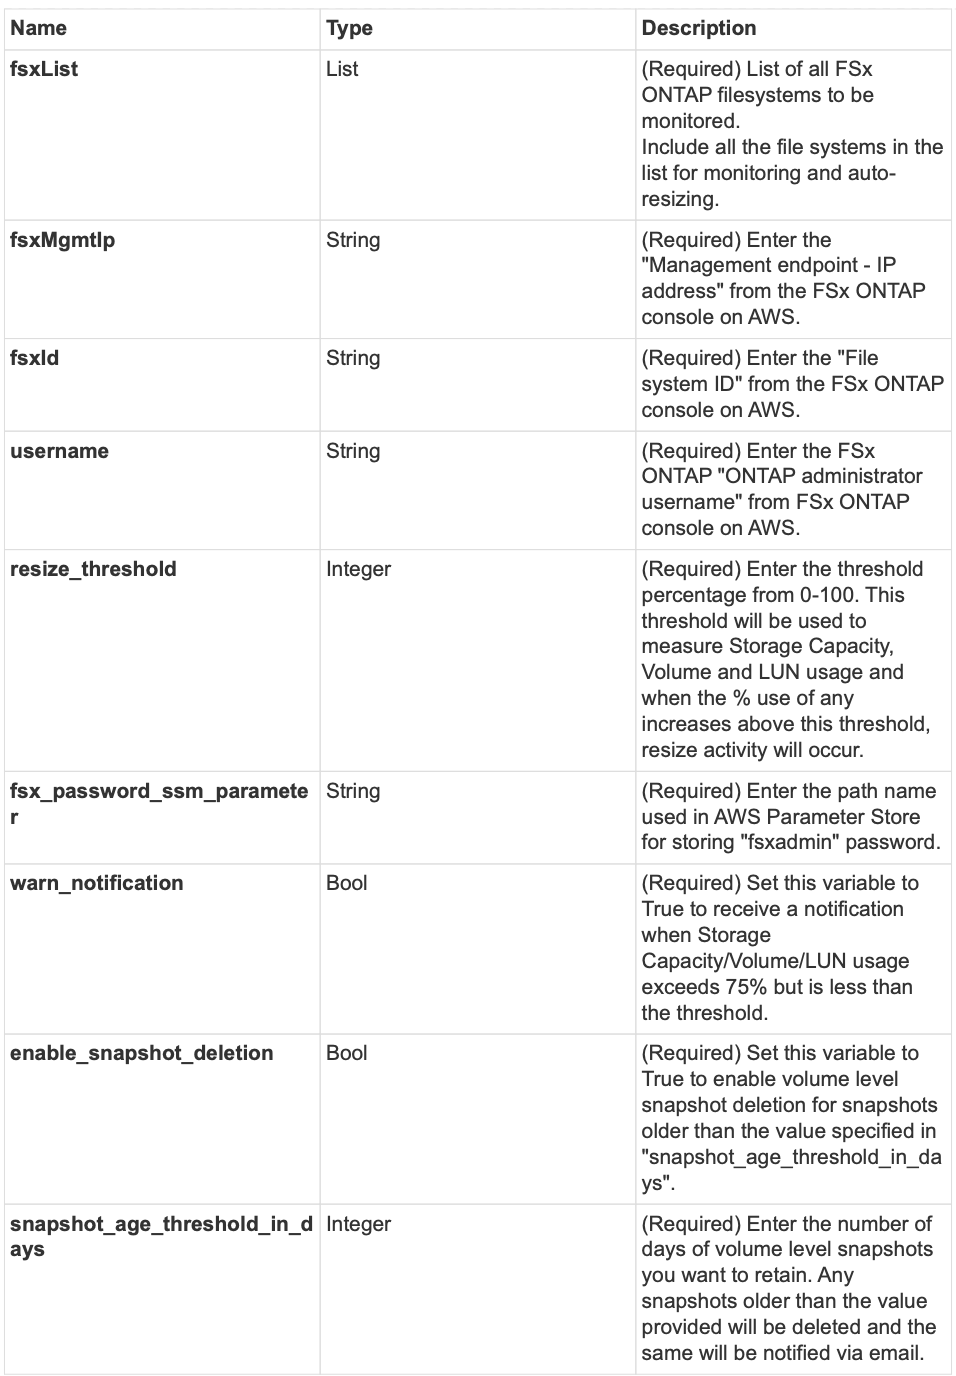 Name Type Description
fsxList List (Required) List of all FSx
ONTAP filesystems to be
monitored.
Include all the file systems in the
list for monitoring and auto-
resizing.
fsxMgmtIp String (Required) Enter the
"Management endpoint - IP
address" from the FSx ONTAP
console on AWS.
fsxId String (Required) Enter the "File
system ID" from the FSx ONTAP
console on AWS.
username String (Required) Enter the FSx
ONTAP "ONTAP administrator
username" from FSx ONTAP
console on AWS.
resize_threshold Integer (Required) Enter the threshold
percentage from 0-100. This
threshold will be used to
measure Storage Capacity,
Volume and LUN usage and
when the % use of any
increases above this threshold,
resize activity will occur.
fsx_password_ssm_paramete String (Required) Enter the path name
r used in AWS Parameter Store
for storing "fsxadmin" password.
warn_notification Bool (Required) Set this variable to
True to receive a notification
when Storage
Capacity/Volume/LUN usage
exceeds 75% but is less than
the threshold.
enable_snapshot_deletion Bool (Required) Set this variable to
True to enable volume level
snapshot deletion for snapshots
older than the value specified in
"snapshot_age_threshold_in_da
ys".
snapshot_age_threshold_in_d Integer (Required) Enter the number of
ays days of volume level snapshots
you want to retain. Any
snapshots older than the value
provided will be deleted and the
same will be notified via email.